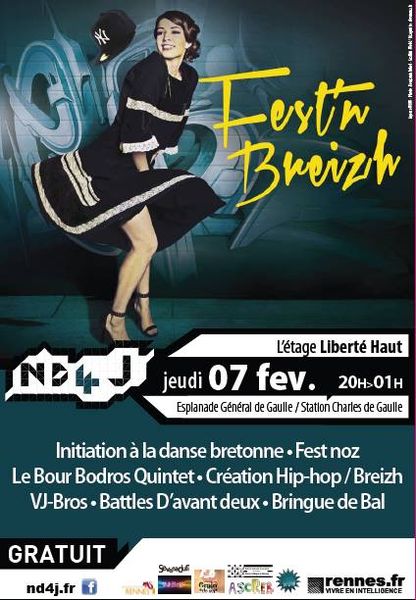 Fest'n
Breizh
L'étage Liberté Haut
ND4J
jeudi 07 fev. 20H>01H
Esplanade Général de Gaulle / Station Charles de Gaulle
Initiation à la danse bretonne • Fest noz
Le Bour Bodros Quintet • Création Hip-hop / Breizh
VJ-Bros • Battles D'avant deux • Bringue de Bal
GRATUIT
nd4j.fr f
RENNES
ASCREB
rennes.fr
VIVRE EN INTELLIGENCE